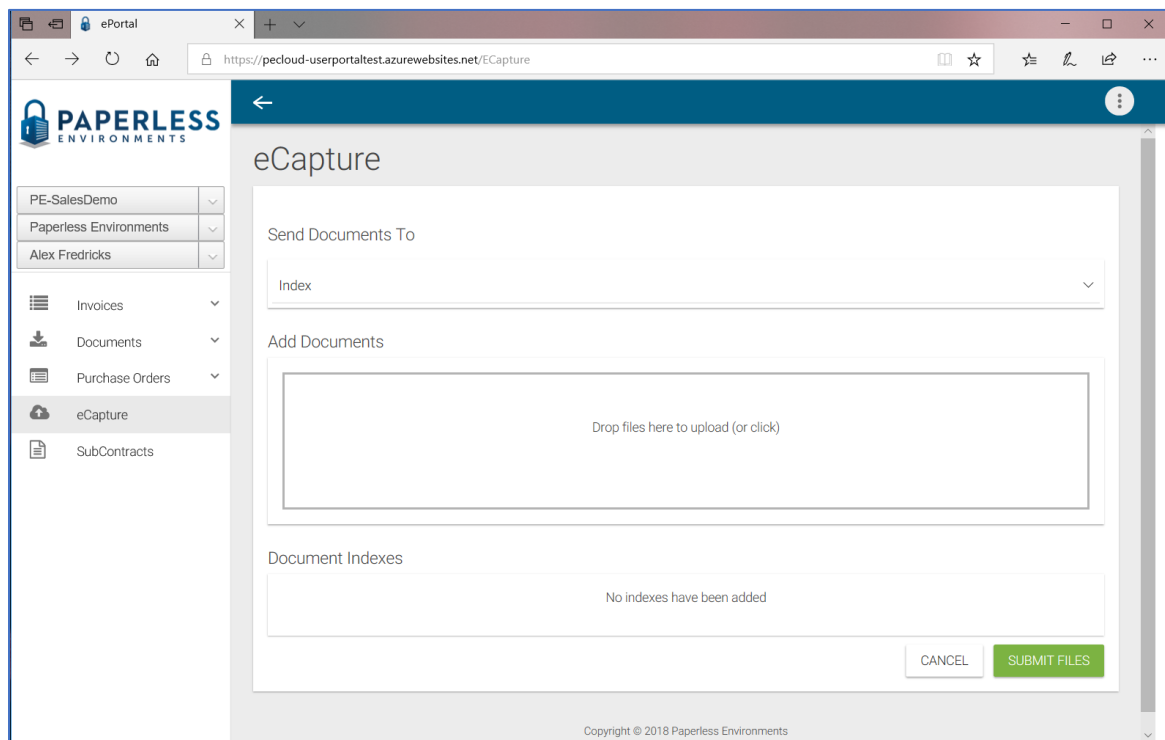 ePortal
https://pecloud-userportaltest.azurewebsites.net/ECapture
PAPERLESS
ENVIRONMENTS
PE-SalesDemo
Paperless Environments
Alex Fredricks
Invoices
Documents
Purchase Orders
eCapture
SubContracts
eCapture
Send Documents To
Index
Add Documents
Drop files here to upload (or click)
Document Indexes
No indexes have been added
CANCEL
SUBMIT FILES
Copyright © 2018 Paperless Environments